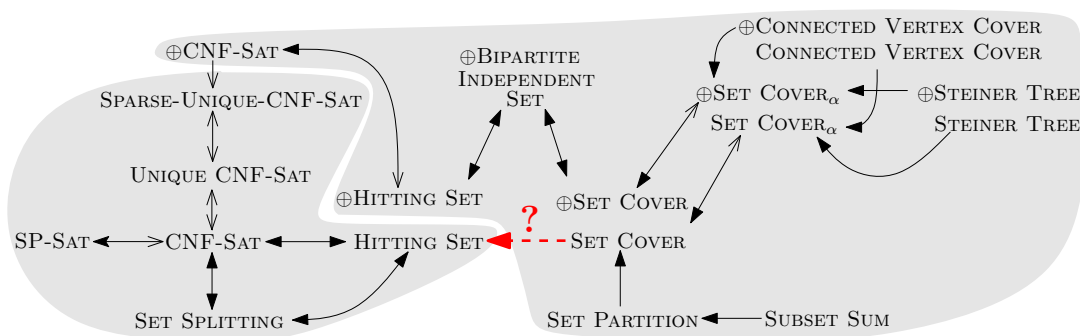 ⊕CNF-SAT
SPARSE-UNIQUE-CNF-SAT
UNIQUE CNF-SAT
⊕HITTING SET
SP-SAT
CNF-SAT
HITTING SET
SET SPLITTING
⊕BIPARTITE
INDEPENDENT
SET
?
⊕CONNECTED VERTEX COVER
CONNECTED VERTEX COVER
⊕SET COVERα
⊕STEINER TREE
SET COVERα
STEINER TREE
⊕SET COVER
SET COVER
SET PARTITION
SUBSET SUM